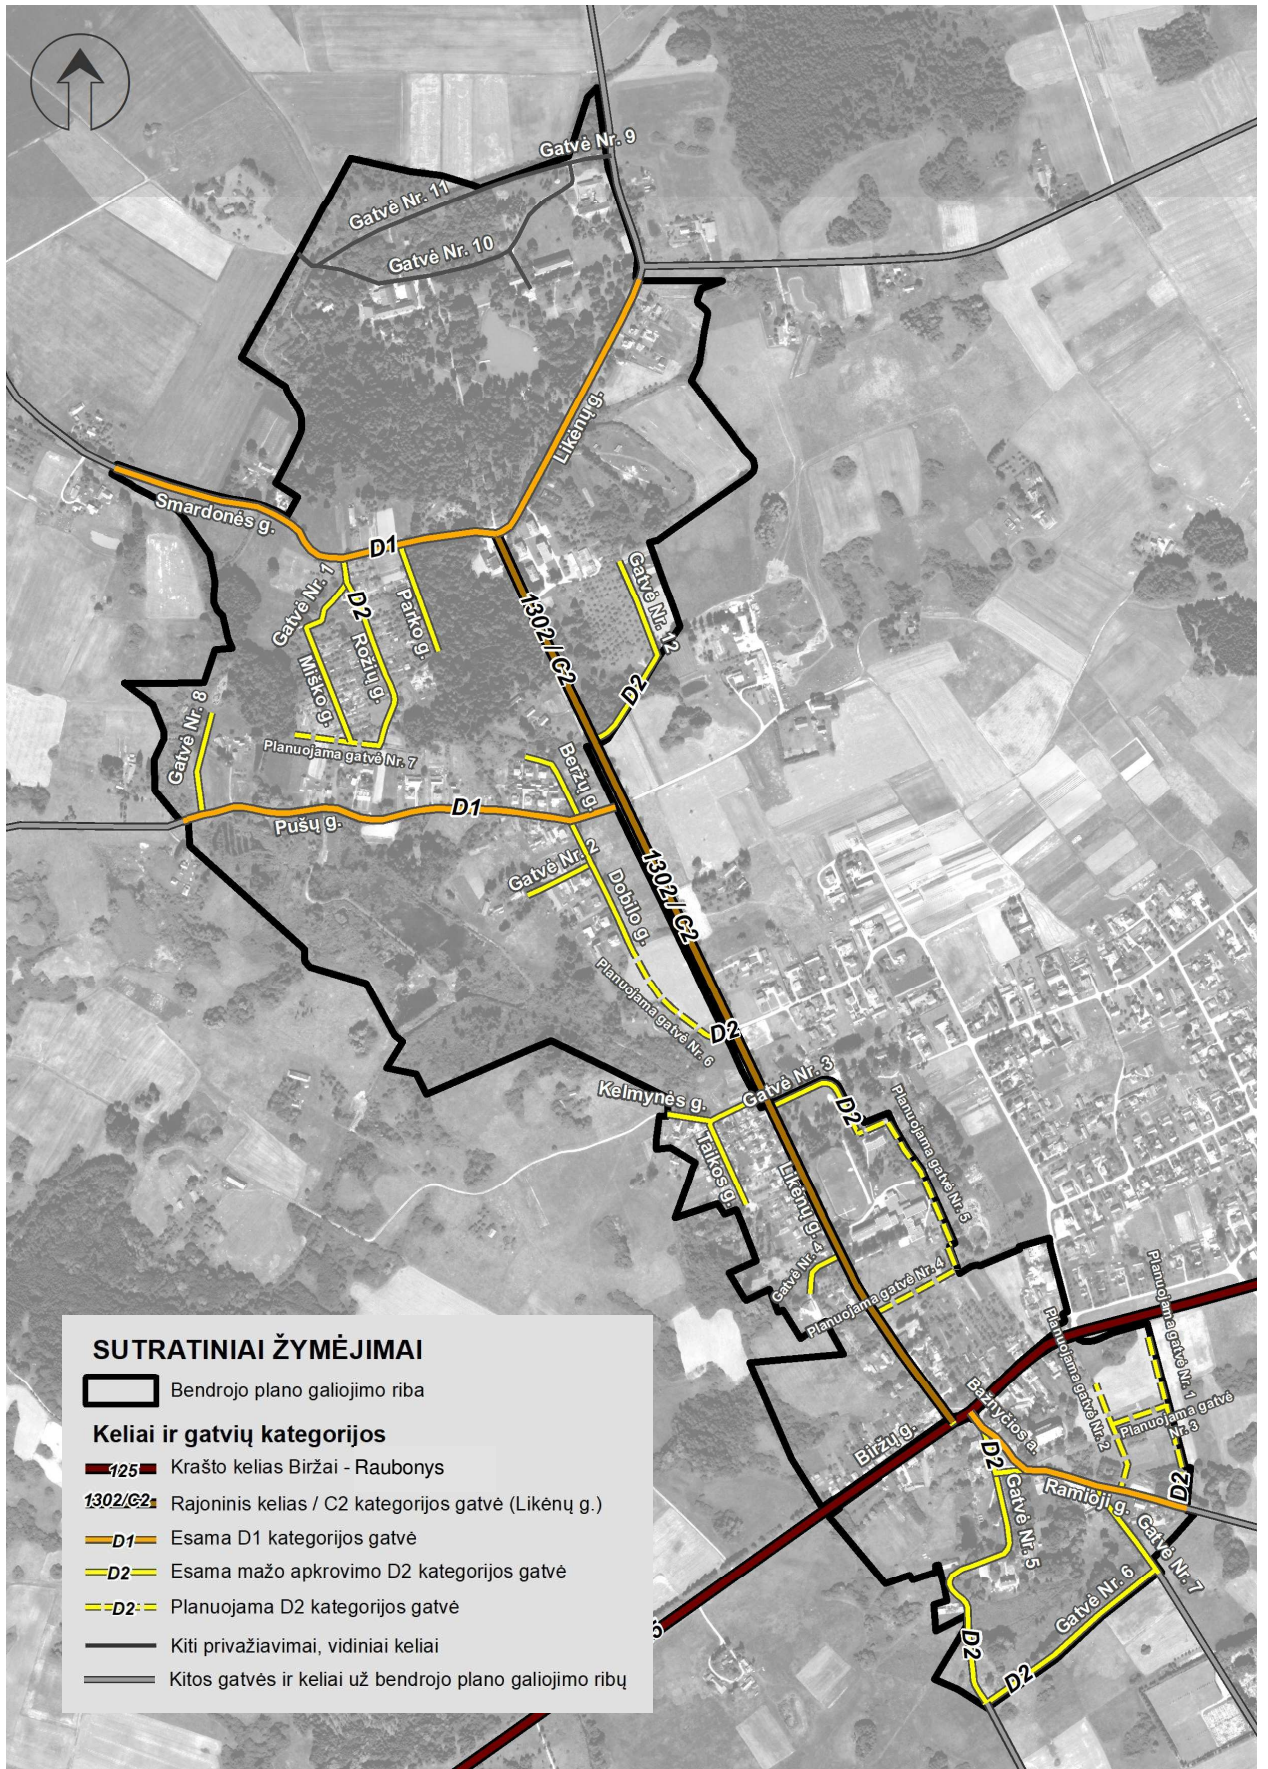 Gatvė Nr. 9
Gatvė Nr. 11
Gatvė Nr. 10
Likėnų g.
Smardonės g.
D1
Gatvė Nr. 1
D2
Parko g.
Rožių g.
Miško g.
1302 // C2
Gatvė Nr. 12
D2
Gatvė Nr. 8
Planuojama gatvė Nr. 7
Beržų g.
D1
Pušų g.
Gatvė Nr. 2
Dobilo g.
1302 // C2
Planuojama gatvė Nr. 6
D2
Gatvė Nr. 3
Kelmynės g.
D2
Planuojama gatvė Nr. 5
Taikos g.
Likėnų g.
Gatvė Nr. 4
Planuojama gatvė Nr. 4
Planuojama gatvė Nr. 1
Planuojama gatvė Nr. 2
Planuojama gatvė
Nr. 3
Bažnyčios a.
Biržų g.
D2
Ramioji g.
D2
Gatvė Nr. 5
Gatvė Nr. 7
Gatvė Nr. 6
D2
D2
SUTRATINIAI ŽYMĖJIMAI
Bendrojo plano galiojimo riba
Keliai ir gatvių kategorijos
125 Krašto kelias Biržai - Raubonys
1302/C2 Rajoninis kelias / C2 kategorijos gatvė (Likėnų g.)
D1 Esama D1 kategorijos gatvė
D2 Esama mažo apkrovimo D2 kategorijos gatvė
D2 Planuojama D2 kategorijos gatvė
Kiti privažiavimai, vidiniai keliai
Kitos gatvės ir keliai už bendrojo plano galiojimo ribų